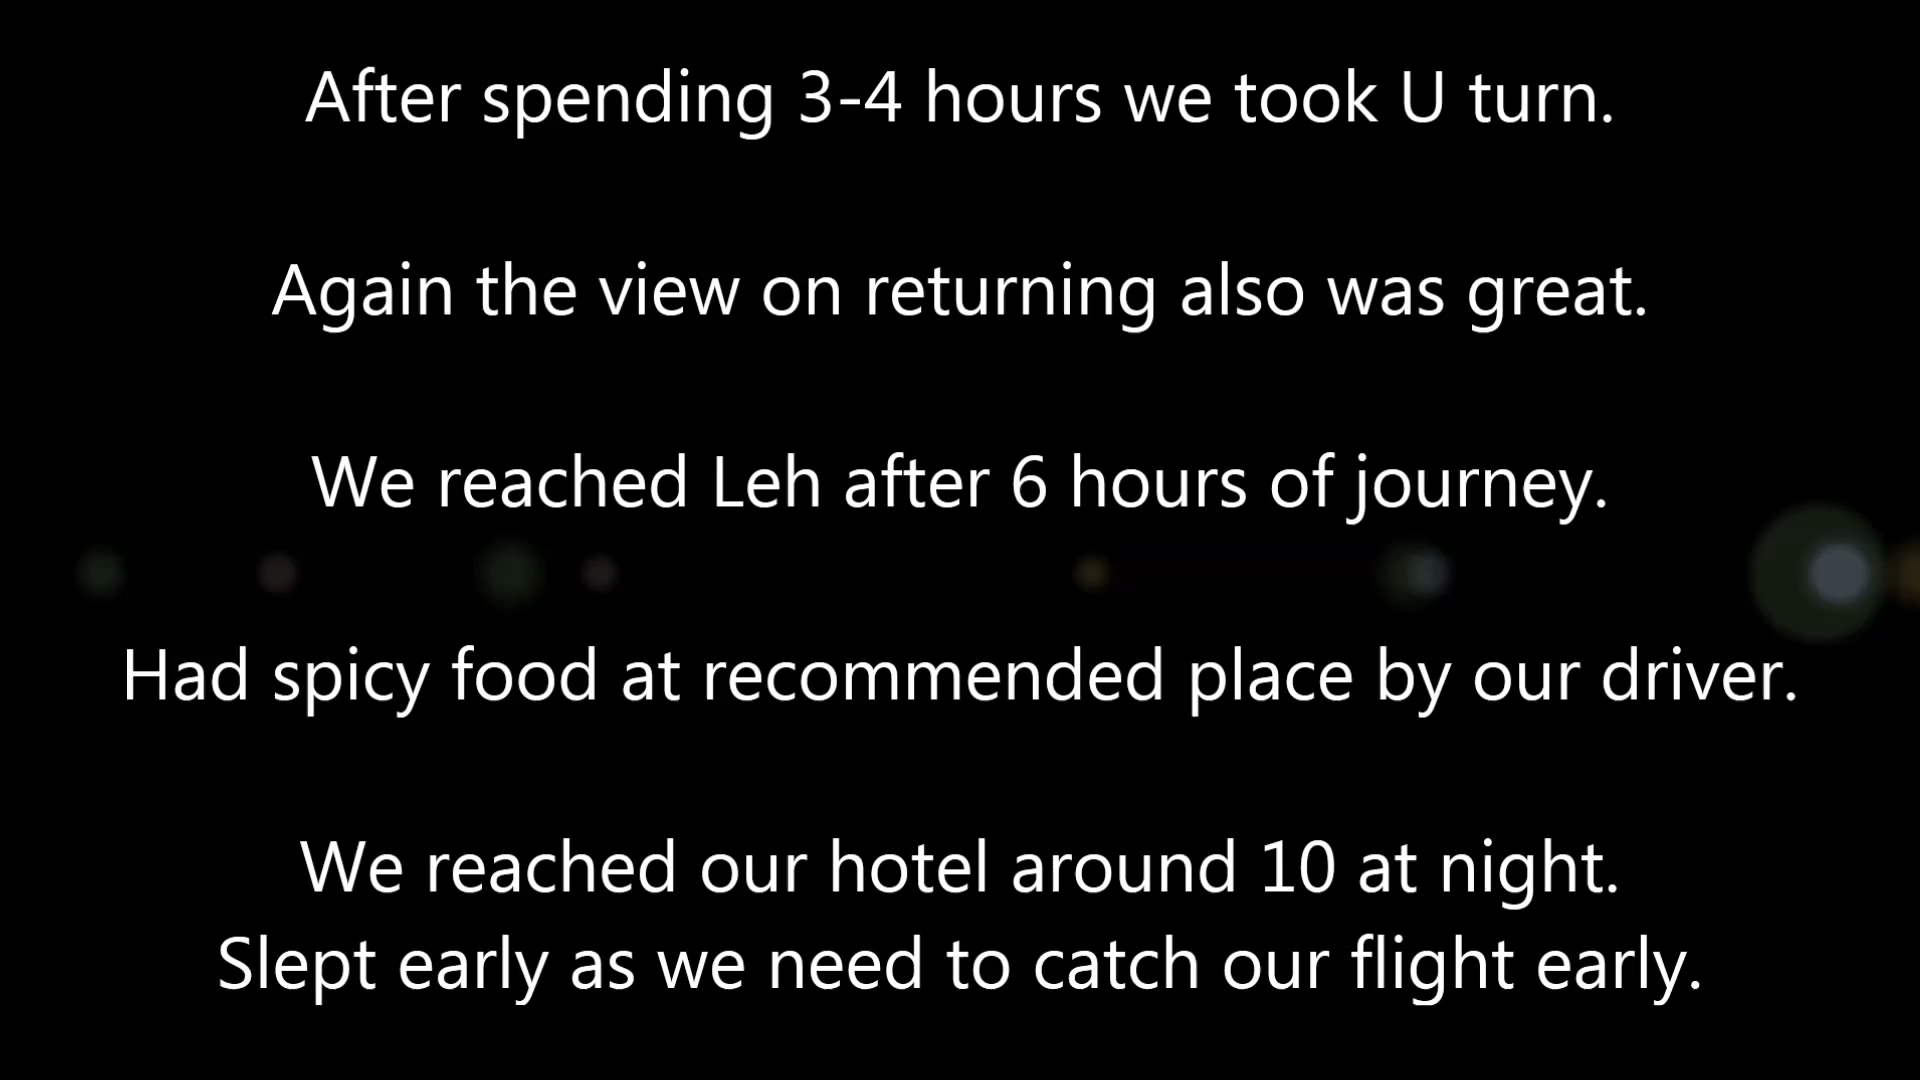 After spending 3-4 hours we took U turn.
Again the view on returning also was great.
We reached Leh after 6 hours of journey.
Had spicy food at recommended place by our driver.
We reached our hotel around 10 at night.
Slept early as we need to catch our flight early.